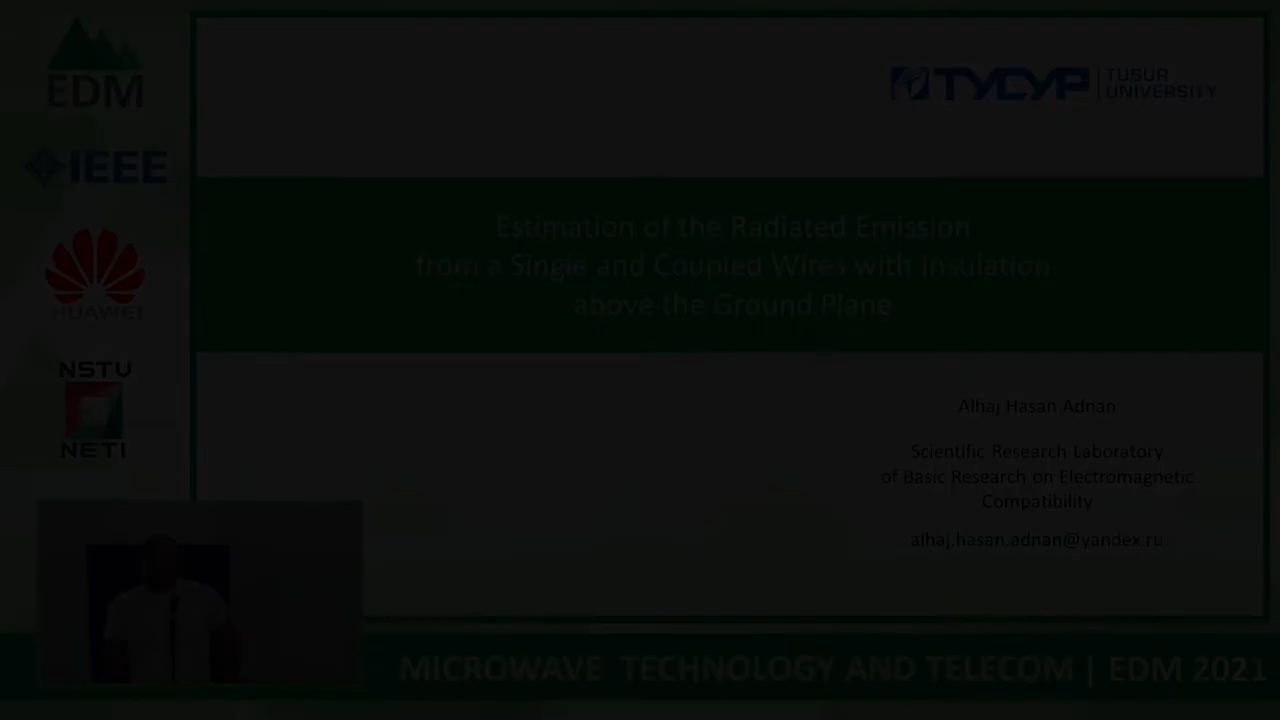 EDM
IEEE
HUAWEI
NSTU
NETI
ТУСУР
TUSUR
UNIVERSITY
Estimation of the Radiated Emission
from a Single and Coupled Wires with Insulation
above the Ground Plane
Alhaj Hasan Adnan
Scientific Research Laboratory
of Basic Research on Electromagnetic
Compatibility
alhaj.hasan.adnan@yandex.ru
MICROWAVE TECHNOLOGY AND TELECOM | EDM 2021